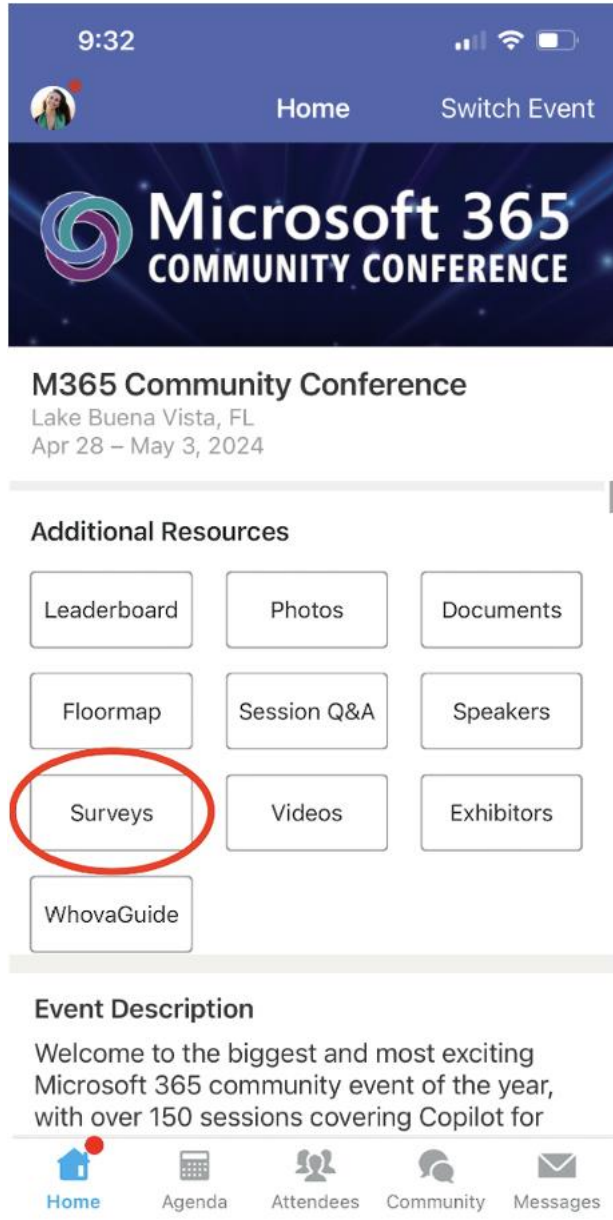 9:32
Home Switch Event
Microsoft 365
COMMUNITY CONFERENCE
M365 Community Conference
Lake Buena Vista, FL
Apr 28 – May 3, 2024
Additional Resources
Leaderboard Photos Documents
Floormap Session Q&A Speakers
Surveys Videos Exhibitors
WhovaGuide
Event Description
Welcome to the biggest and most exciting
Microsoft 365 community event of the year,
with over 150 sessions covering Copilot for
Home Agenda Attendees Community Messages